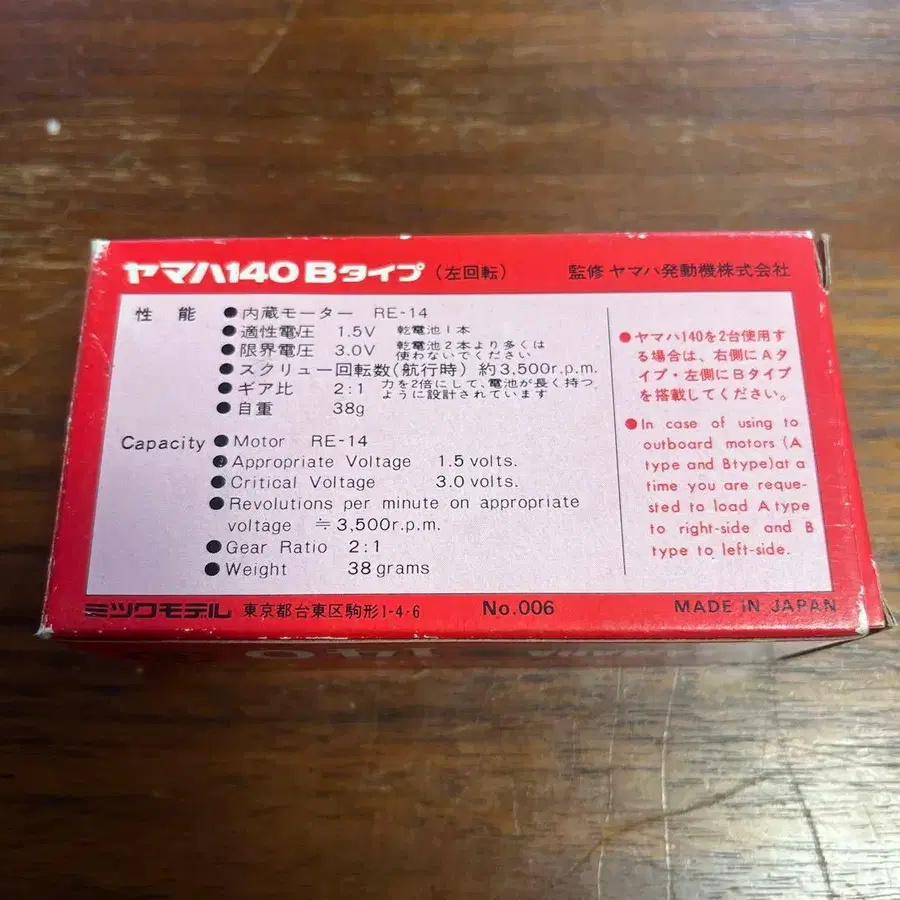 ヤマハ140 Bタイプ (左回転) 監修 ヤマハ発動機株式会社
性能 ●内蔵モーター RE-14
●適性電圧 1.5V 乾電池1本
●限界電圧 3.0V 乾電池2本より多くは
使わないでください
●スクリュー回転数(航行時) 約3,500r.p.m.
●ギア比 2:1 力を2倍にして、電池が長く持つ
ように設計されています
●自重 38g
Capacity ●Motor RE-14
●Appropriate Voltage 1.5 volts.
●Critical Voltage 3.0 volts.
●Revolutions per minute on appropriate
voltage ≒3,500r.p.m.
●Gear Ratio 2:1
●Weight 38 grams
●ヤマハ140を2台使用す
る場合は、右側にAタ
イプ・左側にBタイプ
を搭載してください。
●In case of using to
outboard motors (A
type and Btype)at a
time you are reque-
sted to load A type
to right-side and B
type to left-side.
ミツワモデル 東京都台東区駒形1-4-6 No.006 MADE IN JAPAN
140